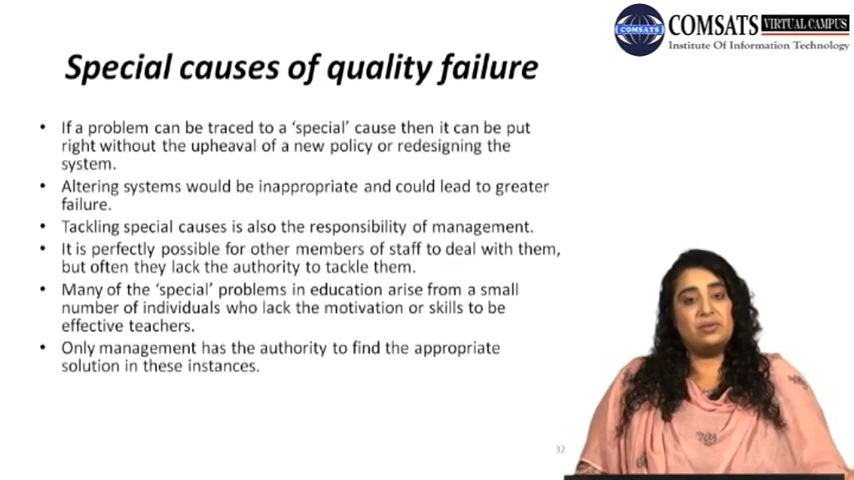 COMSATS
COMSATS VIRTUAL CAMPUS
Institute Of Information Technology
Special causes of quality failure
• If a problem can be traced to a ‘special’ cause then it can be put
right without the upheaval of a new policy or redesigning the
system.
• Altering systems would be inappropriate and could lead to greater
failure.
• Tackling special causes is also the responsibility of management.
• It is perfectly possible for other members of staff to deal with them,
but often they lack the authority to tackle them.
• Many of the ‘special’ problems in education arise from a small
number of individuals who lack the motivation or skills to be
effective teachers.
• Only management has the authority to find the appropriate
solution in these instances.
32